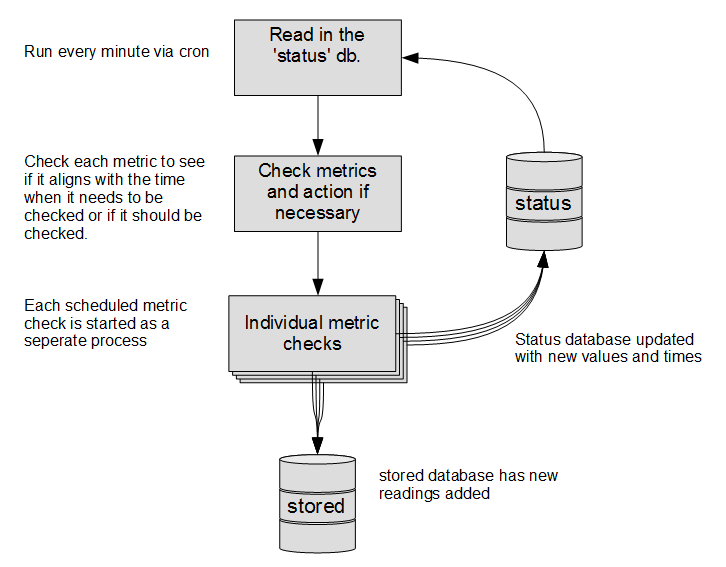 Run every minute via cron
Read in the
'status' db.
Check each metric to see
if it aligns with the time
when it needs to be
checked or if it should be
checked.
Check metrics
and action if
necessary
status
Each scheduled metric
check is started as a
seperate process
Individual metric
checks
Status database updated
with new values and times
stored
stored database has new
readings added